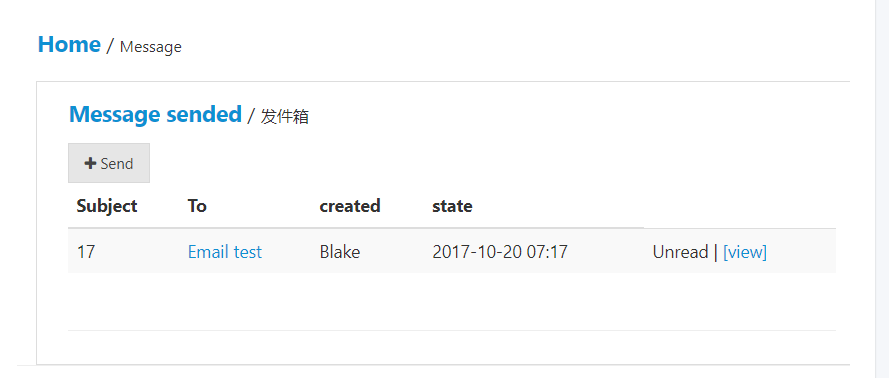 Home / Message
Message sended / 发件箱
+ Send
Subject To created state
17 Email test Blake 2017-10-20 07:17 Unread | [view]